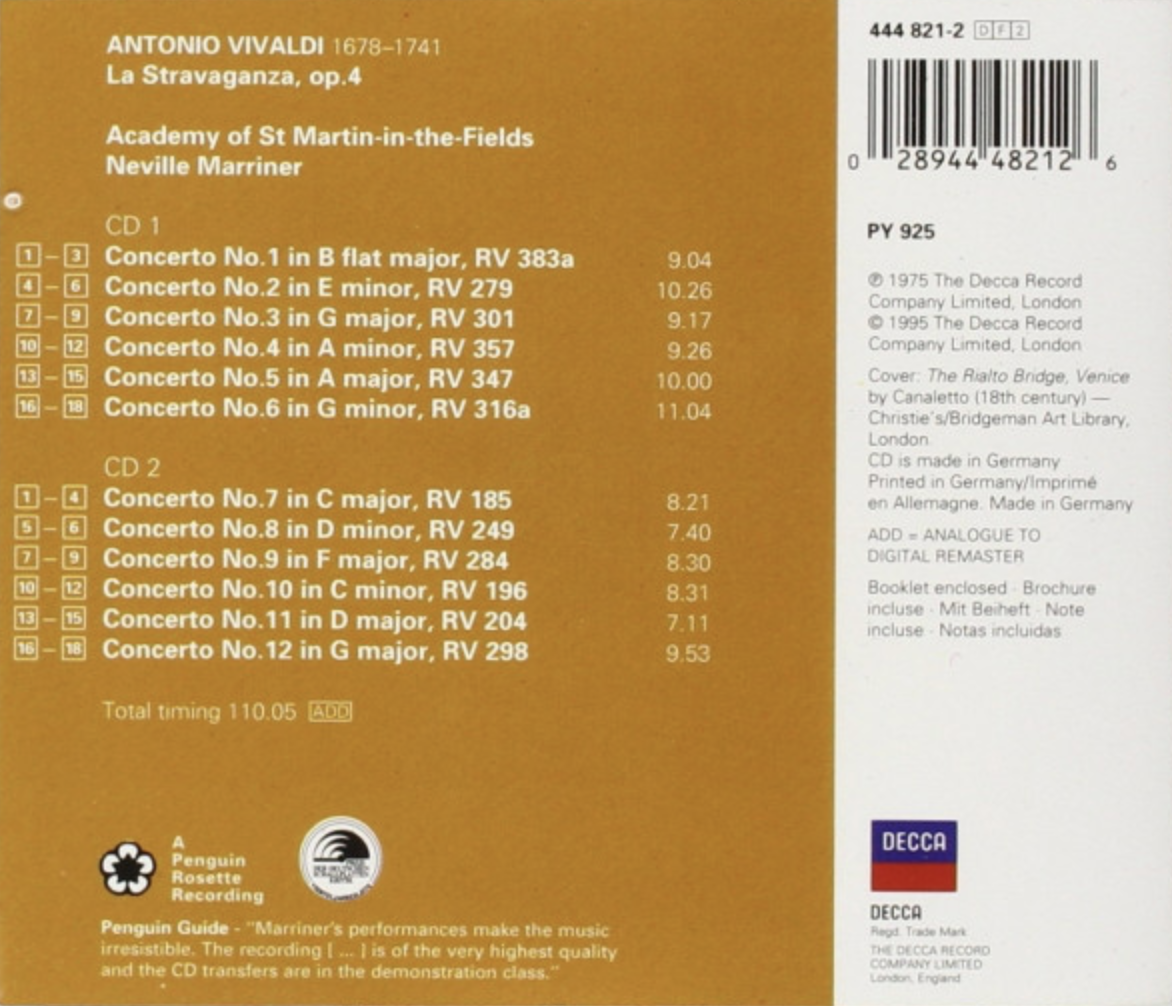 ANTONIO VIVALDI 1678–1741
La Stravaganza, op.4
Academy of St Martin-in-the-Fields
Neville Marriner
CD 1
1 – 3 Concerto No.1 in B flat major, RV 383a 9.04
4 – 6 Concerto No.2 in E minor, RV 279 10.26
7 – 9 Concerto No.3 in G major, RV 301 9.17
10 – 12 Concerto No.4 in A minor, RV 357 9.26
13 – 15 Concerto No.5 in A major, RV 347 10.00
16 – 18 Concerto No.6 in G minor, RV 316a 11.04
CD 2
1 – 4 Concerto No.7 in C major, RV 185 8.21
5 – 6 Concerto No.8 in D minor, RV 249 7.40
7 – 9 Concerto No.9 in F major, RV 284 8.30
10 – 12 Concerto No.10 in C minor, RV 196 8.31
13 – 15 Concerto No.11 in D major, RV 204 7.11
16 – 18 Concerto No.12 in G major, RV 298 9.53
Total timing 110.05 ADD
A
Penguin
Rosette
Recording
Penguin Guide - "Marriner's performances make the music
irresistible. The recording [ ... ] is of the very highest quality
and the CD transfers are in the demonstration class."
444 821-2 D F 2
0 28944 48212 6
PY 925
℗ 1975 The Decca Record
Company Limited, London
© 1995 The Decca Record
Company Limited, London
Cover: The Rialto Bridge, Venice
by Canaletto (18th century) —
Christie's/Bridgeman Art Library,
London
CD is made in Germany
Printed in Germany/Imprimé
en Allemagne. Made in Germany
ADD = ANALOGUE TO
DIGITAL REMASTER
Booklet enclosed · Brochure
incluse · Mit Beiheft · Note
incluse · Notas incluidas
DECCA
DECCA
Regd. Trade Mark
THE DECCA RECORD
COMPANY LIMITED
London, England